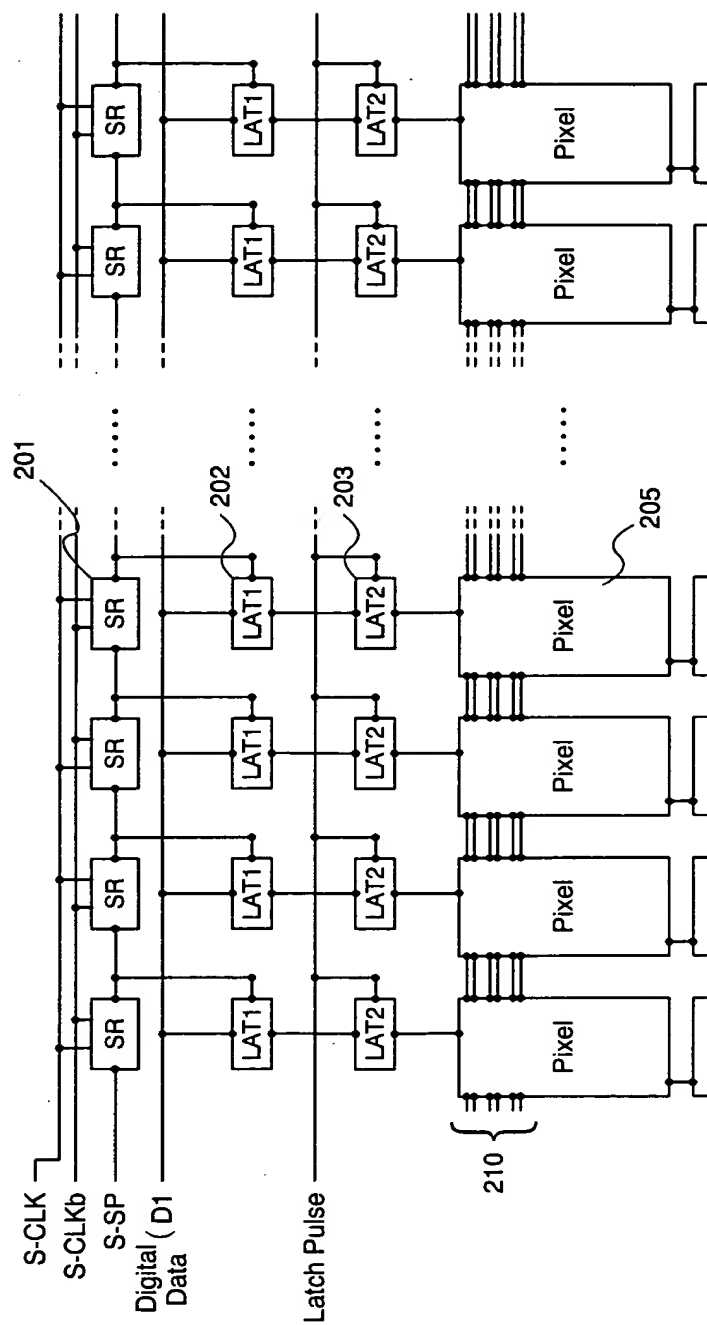 S-CLK
S-CLKb
S-SP
Digital Data ( D1
Latch Pulse
201
202
203
205
210
SR SR SR SR SR SR
LAT1 LAT1 LAT1 LAT1 LAT1 LAT1
LAT2 LAT2 LAT2 LAT2 LAT2 LAT2
Pixel Pixel Pixel Pixel Pixel Pixel